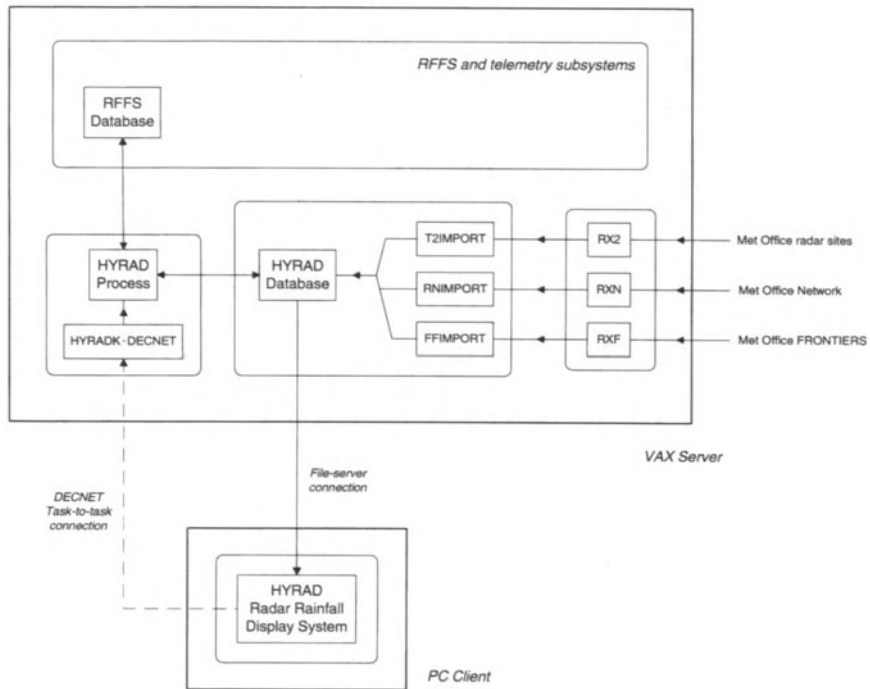 RFFS and telemetry subsystems
RFFS
Database
HYRAD
Process
HYRADK-DECNET
HYRAD
Database
T2IMPORT
RNIMPORT
FFIMPORT
RX2
RXN
RXF
Met Office radar sites
Met Office Network
Met Office FRONTIERS
VAX Server
DECNET
Task-to-task
connection
File-server
connection
HYRAD
Radar Rainfall
Display System
PC Client